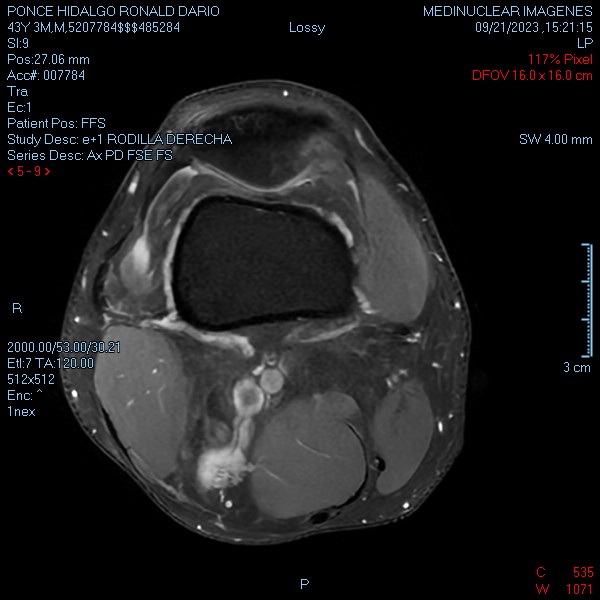 PONCE HIDALGO RONALD DARIO
43Y 3M,M,5207784$$$485284
SI:9
Pos:27.06 mm
Acc#: 007784
Tra
Ec:1
Patient Pos: FFS
Study Desc: e+1 RODILLA DERECHA
Series Desc: Ax PD FSE FS
< 5 - 9 >
Lossy
MEDINUCLEAR IMAGENES
09/21/2023 ,15:21:15
LP
117% Pixel
DFOV 16.0 x 16.0 cm
SW 4.00 mm
R
2000.00/53.00/30.21
Etl:7 TA:120.00
512x512
Enc: ^
1nex
3 cm
P
C 535
W 1071